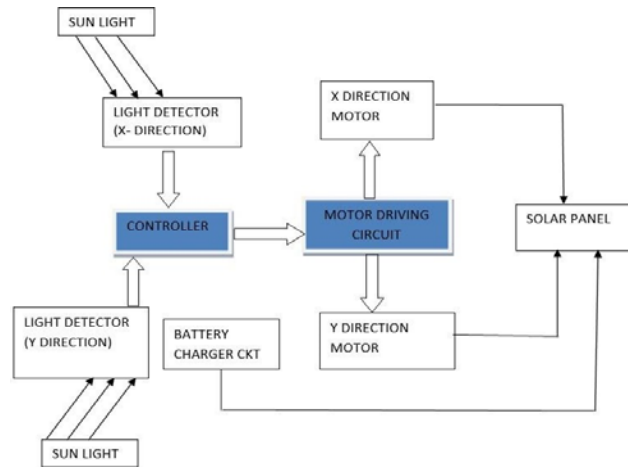 SUN LIGHT
LIGHT DETECTOR
(X- DIRECTION)
X DIRECTION
MOTOR
CONTROLLER
MOTOR DRIVING
CIRCUIT
SOLAR PANEL
LIGHT DETECTOR
(Y DIRECTION)
BATTERY
CHARGER CKT
Y DIRECTION
MOTOR
SUN LIGHT